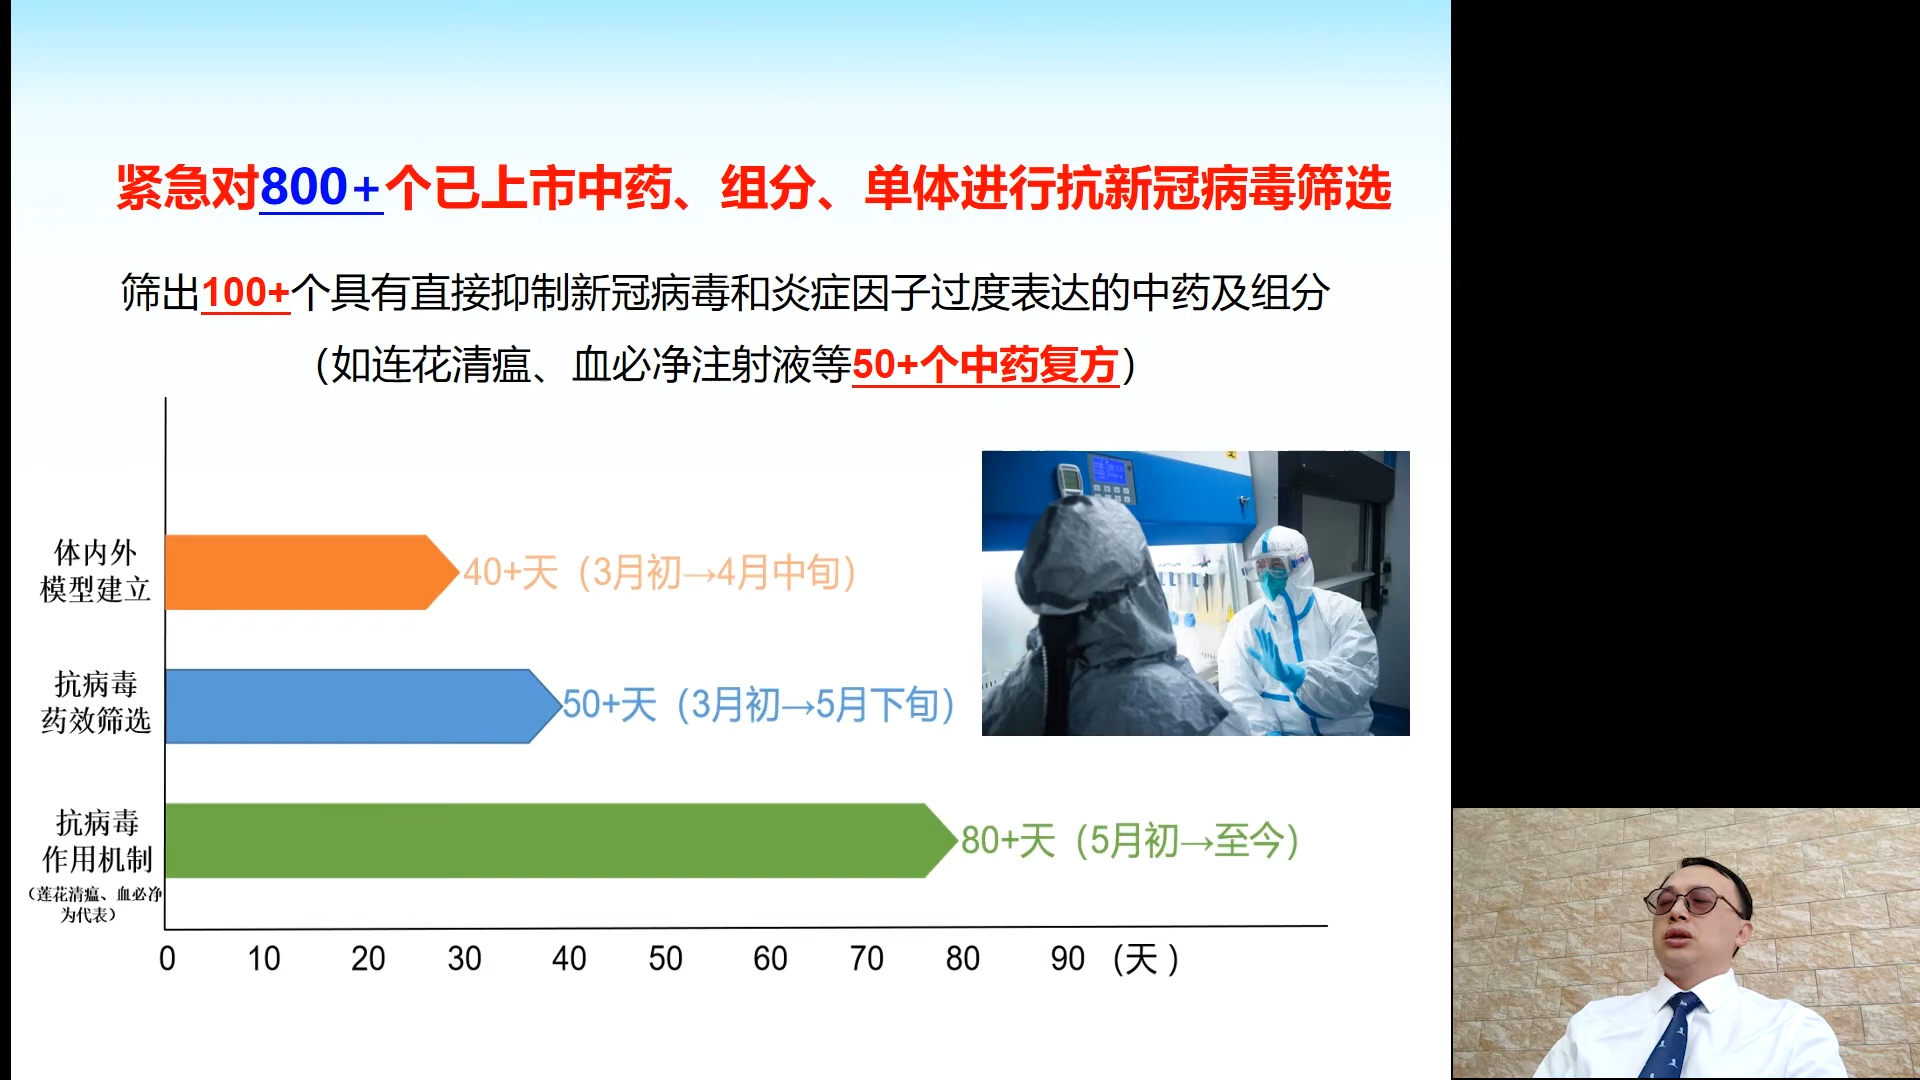 紧急对800+个已上市中药、组分、单体进行抗新冠病毒筛选
筛出100+个具有直接抑制新冠病毒和炎症因子过度表达的中药及组分
（如连花清瘟、血必净注射液等50+个中药复方）
体内外
模型建立
40+天（3月初→4月中旬）
抗病毒
药效筛选
50+天（3月初→5月下旬）
抗病毒
作用机制
（莲花清瘟、血必净
为代表）
80+天（5月初→至今）
0 10 20 30 40 50 60 70 80 90 （天 ）